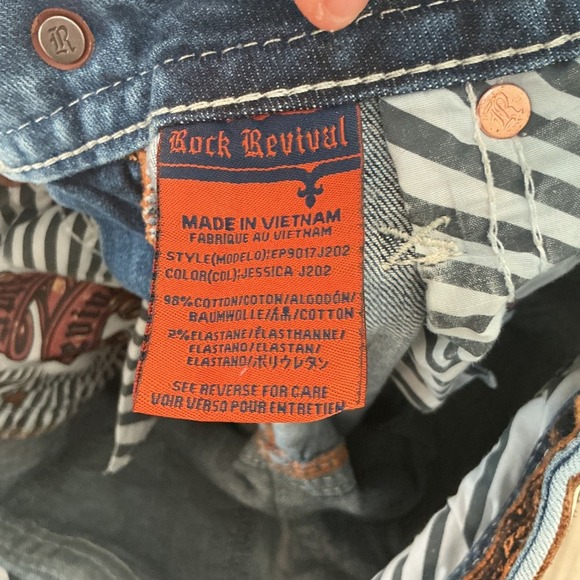 R
R
Rock Revival
MADE IN VIETNAM
FABRIQUE AU VIETNAM
STYLE(MODELO):EP9017J202
COLOR(COL):JESSICA J202
98%COTTON/COTON/ALGODÓN/
BAUMWOLLE/棉/COTTON
2%ELASTANE/ÉLASTHANNE/
ELASTANO/ELASTAN/
ELASTANO/ポリウレタン
SEE REVERSE FOR CARE
VOIR VERSO POUR ENTRETIEN